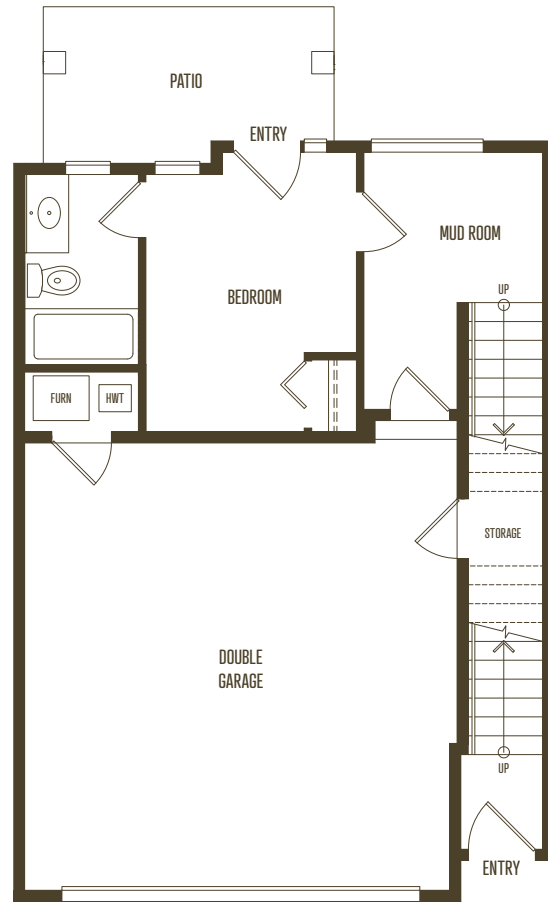 PATIO
ENTRY
MUD ROOM
BEDROOM
UP
FURN
HWT
STORAGE
DOUBLE
GARAGE
UP
ENTRY